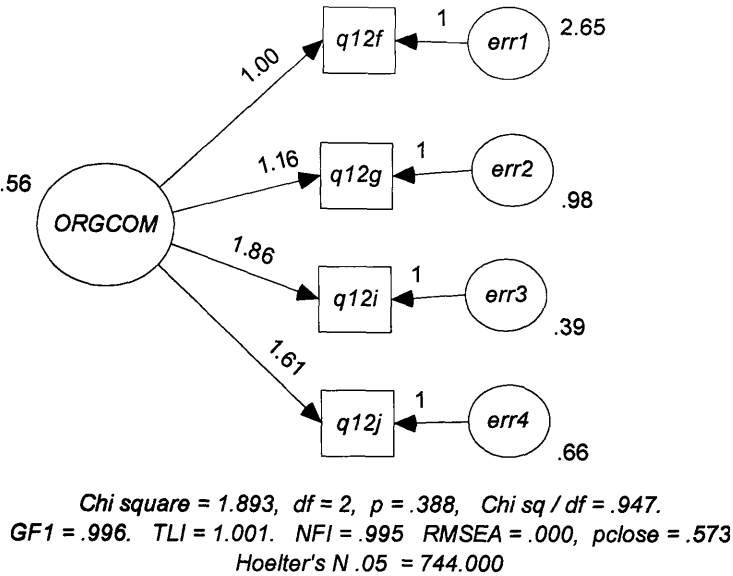 1
q12f
err1
2.65
1.00
1
q12g
err2
.98
1.16
.56
ORGCOM
1.86
1
q12i
err3
.39
1.61
1
q12j
err4
.66
Chi square = 1.893, df = 2, p = .388, Chi sq / df = .947.
GF1 = .996. TLI = 1.001. NFI = .995 RMSEA = .000, pclose = .573
Hoelter's N .05 = 744.000